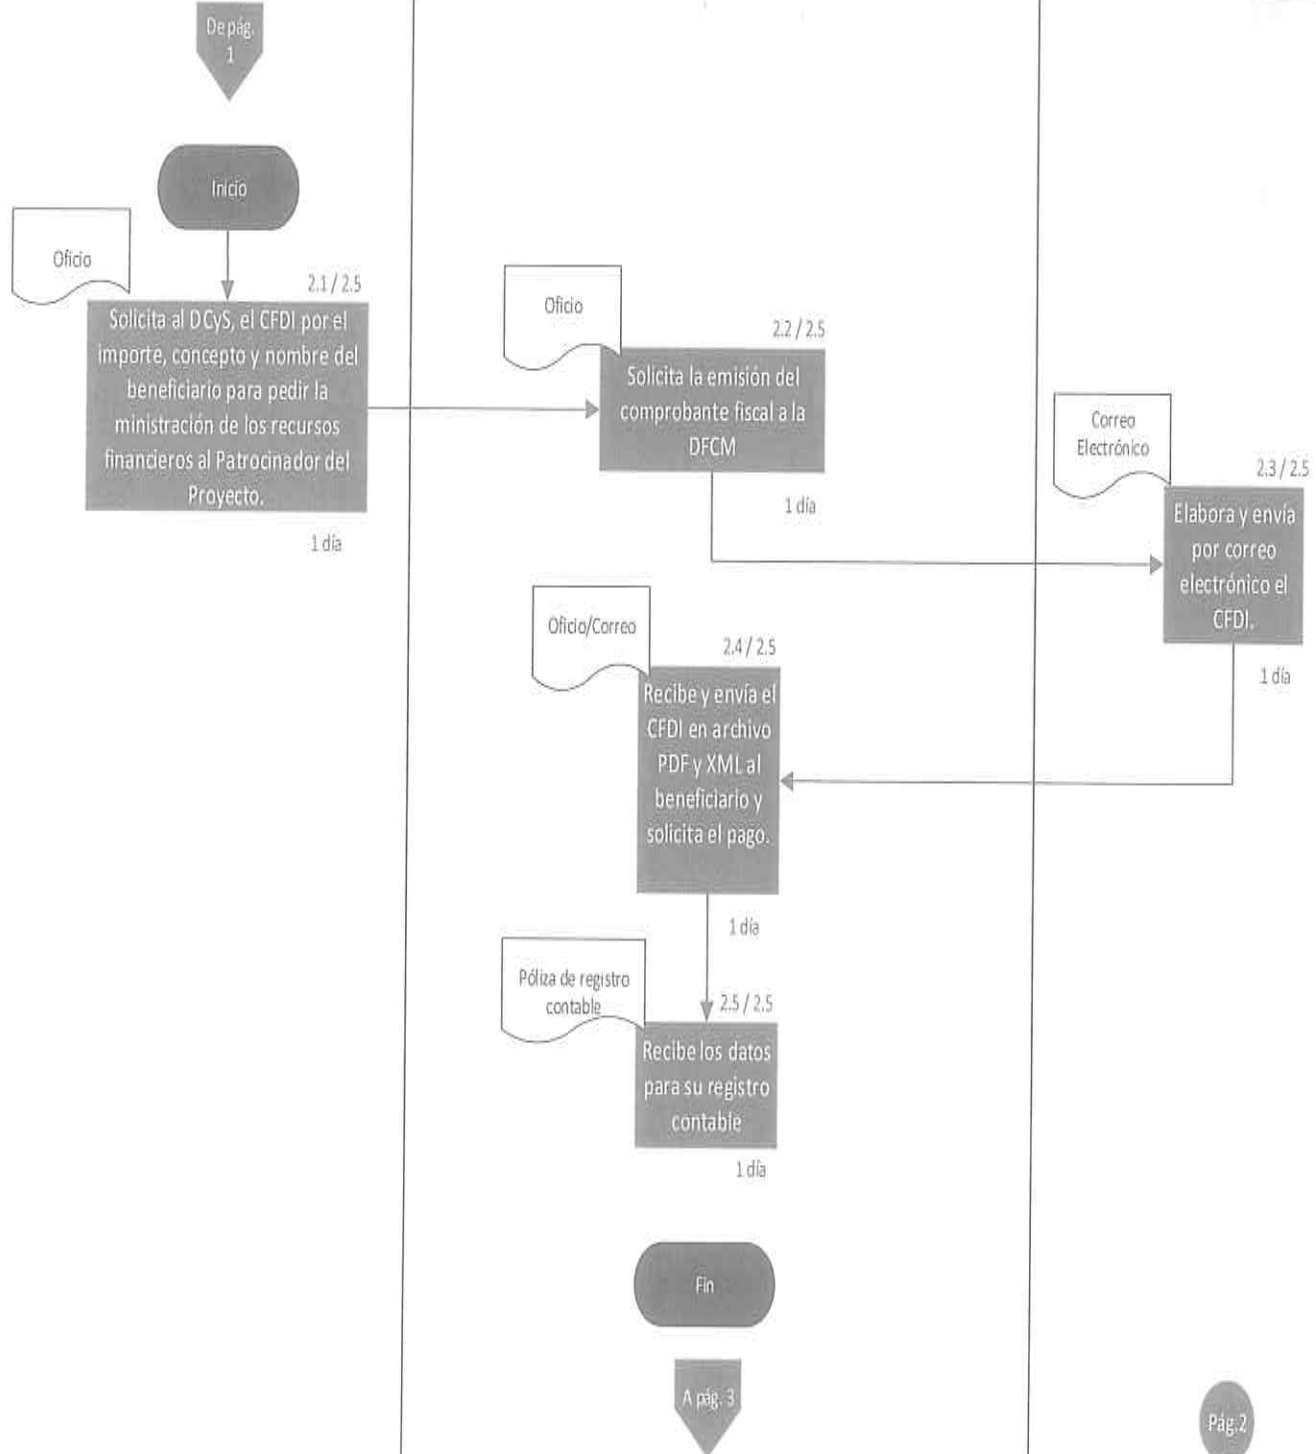 De pág.
1
Inicio
Oficio
2.1 / 2.5
Solicita al DCyS, el CFDI por el
importe, concepto y nombre del
beneficiario para pedir la
ministración de los recursos
financieros al Patrocinador del
Proyecto.
1 día
Oficio
2.2 / 2.5
Solicita la emisión del
comprobante fiscal a la
DFCM
1 día
Correo
Electrónico
2.3 / 2.5
Elabora y envía
por correo
electrónico el
CFDI.
1 día
Oficio/Correo
2.4 / 2.5
Recibe y envía el
CFDI en archivo
PDF y XML al
beneficiario y
solicita el pago.
1 día
Póliza de registro
contable
2.5 / 2.5
Recibe los datos
para su registro
contable
1 día
Fin
A pág. 3
Pág.2